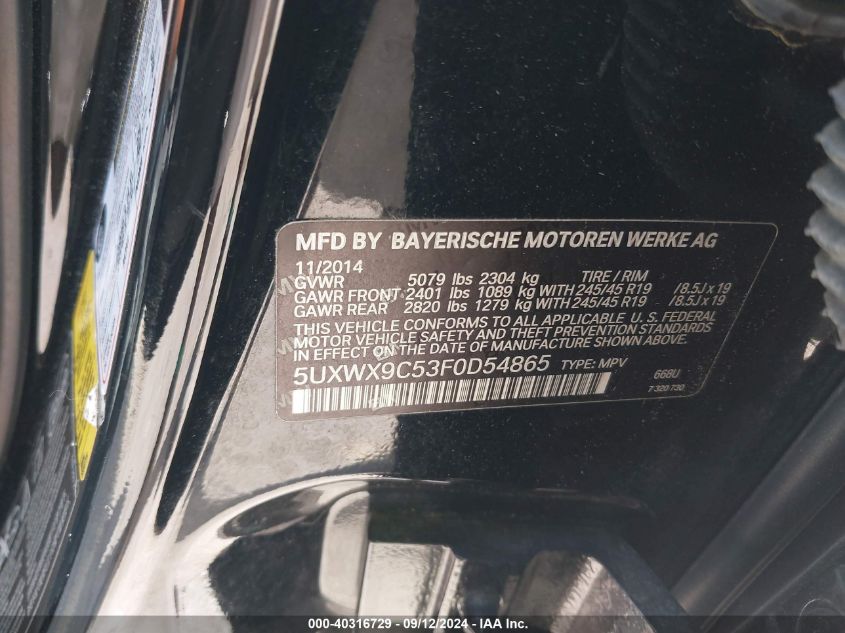 MFD BY BAYERISCHE MOTOREN WERKE AG
11/2014
GVWR 5079 lbs 2304 kg TIRE / RIM
GAWR FRONT 2401 lbs 1089 kg WITH 245/45 R19 /8.5J x 19
GAWR REAR 2820 lbs 1279 kg WITH 245/45 R19 /8.5J x 19
THIS VEHICLE CONFORMS TO ALL APPLICABLE U. S. FEDERAL
MOTOR VEHICLE SAFETY AND THEFT PREVENTION STANDARDS
IN EFFECT ON THE DATE OF MANUFACTURE SHOWN ABOVE.
5UXWX9C53F0D54865 TYPE: MPV 668U
7 320 730
000-40316729 - 09/12/2024 - IAAI.COM